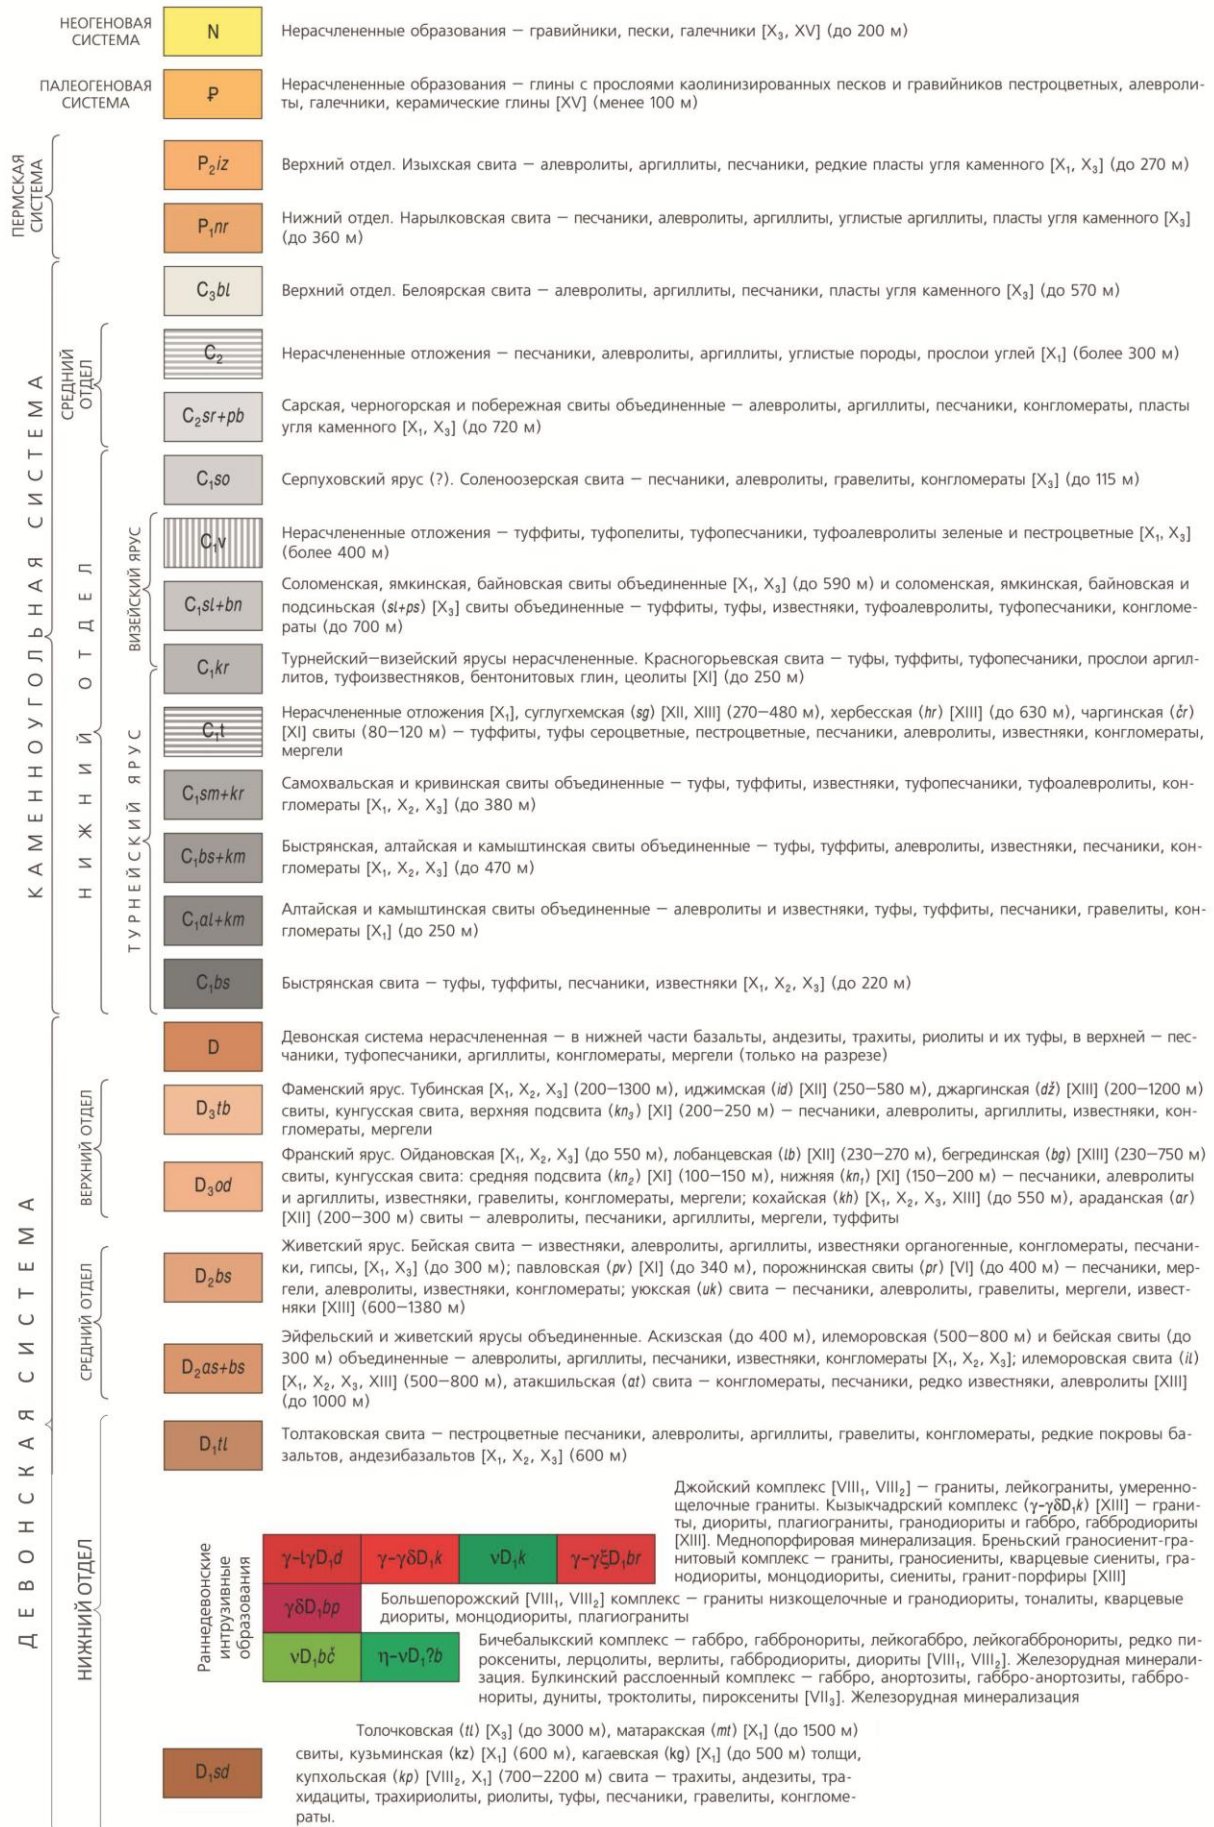 НЕОГЕНОВАЯ
СИСТЕМА
N
Нерасчлененные образования – гравийники, пески, галечники [X₃, XV] (до 200 м)
ПАЛЕОГЕНОВАЯ
СИСТЕМА
₽
Нерасчлененные образования – глины с прослоями каолинизированных песков и гравийников пестроцветных, алевроли-
ты, галечники, керамические глины [XV] (менее 100 м)
ПЕРМСКАЯ
СИСТЕМА
P₂iz
Верхний отдел. Изыхская свита – алевролиты, аргиллиты, песчаники, редкие пласты угля каменного [X₁, X₃] (до 270 м)
P₁nr
Нижний отдел. Нарылковская свита – песчаники, алевролиты, аргиллиты, углистые аргиллиты, пласты угля каменного [X₃]
(до 360 м)
КАМЕННОУГОЛЬНАЯ СИСТЕМА
C₃bl
Верхний отдел. Белоярская свита – алевролиты, аргиллиты, песчаники, пласты угля каменного [X₃] (до 570 м)
СРЕДНИЙ
ОТДЕЛ
C₂
Нерасчлененные отложения – песчаники, алевролиты, аргиллиты, углистые породы, прослои углей [X₁] (более 300 м)
C₂sr+pb
Сарская, черногорская и побережная свиты объединенные – алевролиты, аргиллиты, песчаники, конгломераты, пласты
угля каменного [X₁, X₃] (до 720 м)
НИЖНИЙ ОТДЕЛ
C₁so
Серпуховский ярус (?). Соленоозерская свита – песчаники, алевролиты, гравелиты, конгломераты [X₃] (до 115 м)
ВИЗЕЙСКИЙ ЯРУС
C₁v
Нерасчлененные отложения – туффиты, туфопелиты, туфопесчаники, туфоалевролиты зеленые и пестроцветные [X₁, X₃]
(более 400 м)
C₁sl+bn
Соломенская, ямкинская, байновская свиты объединенные [X₁, X₃] (до 590 м) и соломенская, ямкинская, байновская и
подсиньская (sl+ps) [X₃] свиты объединенные – туффиты, туфы, известняки, туфоалевролиты, туфопесчаники, конгломе-
раты (до 700 м)
C₁kr
Турнейский–визейский ярусы нерасчлененные. Красногорьевская свита – туфы, туффиты, туфопесчаники, прослои аргил-
литов, туфоизвестняков, бентонитовых глин, цеолиты [XI] (до 250 м)
ТУРНЕЙСКИЙ ЯРУС
C₁t
Нерасчлененные отложения [X₁], суглугхемская (sg) [XII, XIII] (270–480 м), хербесская (hr) [XIII] (до 630 м), чаргинская (čr)
[XI] свиты (80–120 м) – туффиты, туфы сероцветные, пестроцветные, песчаники, алевролиты, известняки, конгломераты,
мергели
C₁sm+kr
Самохвальская и кривинская свиты объединенные – туфы, туффиты, известняки, туфопесчаники, туфоалевролиты, кон-
гломераты [X₁, X₂, X₃] (до 380 м)
C₁bs+km
Быстрянская, алтайская и камыштинская свиты объединенные – туфы, туффиты, алевролиты, известняки, песчаники, кон-
гломераты [X₁, X₂, X₃] (до 470 м)
C₁al+km
Алтайская и камыштинская свиты объединенные – алевролиты и известняки, туфы, туффиты, песчаники, гравелиты, кон-
гломераты [X₁] (до 250 м)
C₁bs
Быстрянская свита – туфы, туффиты, песчаники, известняки [X₁, X₂, X₃] (до 220 м)
ДЕВОНСКАЯ СИСТЕМА
D
Девонская система нерасчлененная – в нижней части базальты, андезиты, трахиты, риолиты и их туфы, в верхней – пес-
чаники, туфопесчаники, аргиллиты, конгломераты, мергели (только на разрезе)
ВЕРХНИЙ ОТДЕЛ
D₃tb
Фаменский ярус. Тубинская [X₁, X₂, X₃] (200–1300 м), иджимская (id) [XII] (250–580 м), джаргинская (dž) [XIII] (200–1200 м)
свиты, кунгусская свита, верхняя подсвита (kn₃) [XI] (200–250 м) – песчаники, алевролиты, аргиллиты, известняки, кон-
гломераты, мергели
D₃od
Франский ярус. Ойдановская [X₁, X₂, X₃] (до 550 м), лобанцевская (lb) [XII] (230–270 м), бегрединская (bg) [XIII] (230–750 м)
свиты, кунгусская свита: средняя подсвита (kn₂) [XI] (100–150 м), нижняя (kn₁) [XI] (150–200 м) – песчаники, алевролиты
и аргиллиты, известняки, гравелиты, конгломераты, мергели; кохайская (kh) [X₁, X₂, X₃, XIII] (до 550 м), араданская (ar)
[XII] (200–300 м) свиты – алевролиты, песчаники, аргиллиты, мергели, туффиты
СРЕДНИЙ ОТДЕЛ
D₂bs
Живетский ярус. Бейская свита – известняки, алевролиты, аргиллиты, известняки органогенные, конгломераты, песчани-
ки, гипсы, [X₁, X₃] (до 300 м); павловская (pv) [XI] (до 340 м), порожнинская свиты (pr) [VI] (до 400 м) – песчаники, мер-
гели, алевролиты, известняки, конгломераты; уюкская (uk) свита – песчаники, алевролиты, гравелиты, мергели, извест-
няки [XIII] (600–1380 м)
D₂as+bs
Эйфельский и живетский ярусы объединенные. Аскизская (до 400 м), илеморовская (500–800 м) и бейская свиты (до
300 м) объединенные – алевролиты, аргиллиты, песчаники, известняки, конгломераты [X₁, X₂, X₃]; илеморовская свита (il)
[X₁, X₂, X₃, XIII] (500–800 м), атакшильская (at) свита – конгломераты, песчаники, редко известняки, алевролиты [XIII]
(до 1000 м)
НИЖНИЙ ОТДЕЛ
D₁tl
Толтаковская свита – пестроцветные песчаники, алевролиты, аргиллиты, гравелиты, конгломераты, редкие покровы ба-
зальтов, андезибазальтов [X₁, X₂, X₃] (600 м)
Раннедевонские
интрузивные
образования
γ–lγD₁d
γ–γδD₁k
νD₁k
γ–γξD₁br
Джойский комплекс [VIII₁, VIII₂] – граниты, лейкограниты, умеренно-
щелочные граниты. Кызыкчадрский комплекс (γ–γδD₁k) [XIII] – грани-
ты, диориты, плагиограниты, гранодиориты и габбро, габбродиориты
[XIII]. Меднопорфировая минерализация. Бреньский граносиенит-гра-
нитовый комплекс – граниты, граносиениты, кварцевые сиениты, гра-
нодиориты, монцодиориты, сиениты, гранит-порфиры [XIII]
γδD₁bp
Большепорожский [VIII₁, VIII₂] комплекс – граниты низкощелочные и гранодиориты, тоналиты, кварцевые
диориты, монцодиориты, плагиограниты
νD₁bč
η–νD₁?b
Бичебалыкский комплекс – габбро, габбронориты, лейкогаббро, лейкогаббронориты, редко пи-
роксениты, лерцолиты, верлиты, габбродиориты, диориты [VIII₁, VIII₂]. Железорудная минерали-
зация. Булкинский расслоенный комплекс – габбро, анортозиты, габбро-анортозиты, габбро-
нориты, дуниты, троктолиты, пироксениты [VII₃]. Железорудная минерализация
D₁sd
Толочковская (tl) [X₃] (до 3000 м), матаракская (mt) [X₁] (до 1500 м)
свиты, кузьминская (kz) [X₁] (600 м), кагаевская (kg) [X₁] (до 500 м) толщи,
купхольская (kp) [VIII₂, X₁] (700–2200 м) свита – трахиты, андезиты, тра-
хидациты, трахириолиты, риолиты, туфы, песчаники, гравелиты, конгломе-
раты.